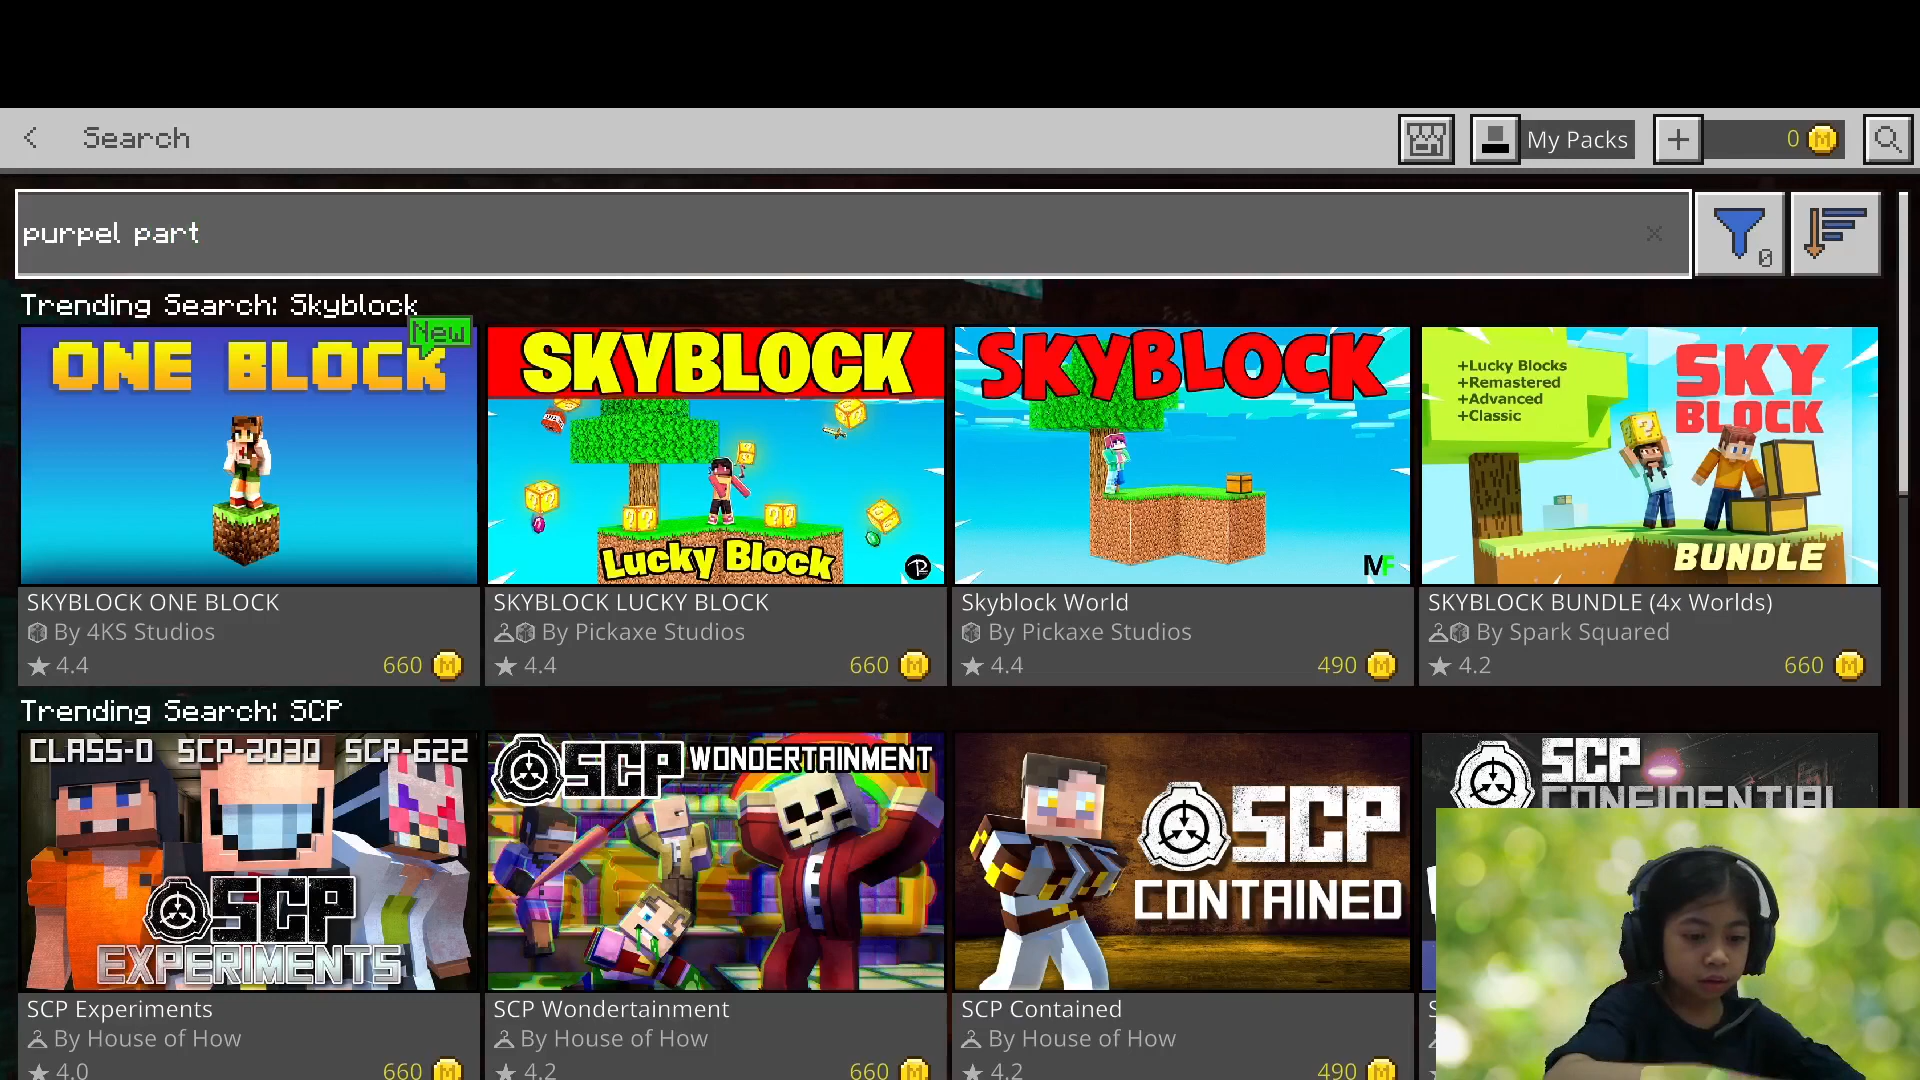 Search
My Packs
0
purpel part
0
Trending Search: Skyblock
New
ONE BLOCK
SKYBLOCK
Lucky Block
SKYBLOCK
MF
+Lucky Blocks
+Remastered
+Advanced
+Classic
SKY
BLOCK
BUNDLE
SKYBLOCK ONE BLOCK
By 4KS Studios
4.4
660
SKYBLOCK LUCKY BLOCK
By Pickaxe Studios
4.4
660
Skyblock World
By Pickaxe Studios
4.4
490
SKYBLOCK BUNDLE (4x Worlds)
By Spark Squared
4.2
660
Trending Search: SCP
CLASS-D SCP-2030 SCP-622
SCP
EXPERIMENTS
SCP WONDERTAINMENT
SCP
CONTAINED
SCP
CONFIDENTIAL
SCP Experiments
By House of How
4.0
660
SCP Wondertainment
By House of How
4.2
660
SCP Contained
By House of How
4.2
490